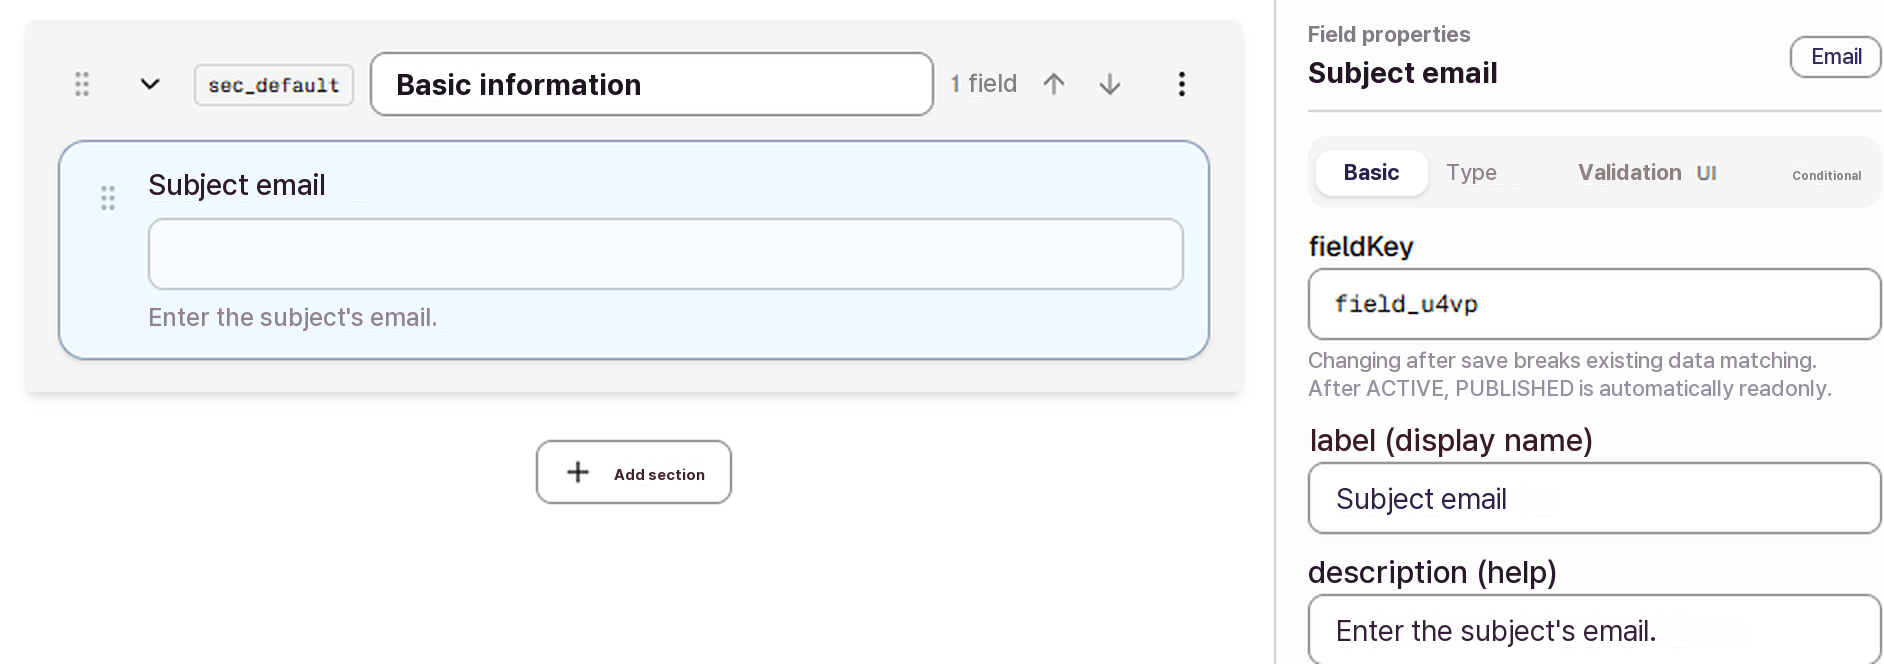 sec_default
Basic information
1 field
Subject email
Enter the subject's email.
Add section
Field properties
Subject email
Email
Basic
Type
Validation
UI
Conditional
fieldKey
field_u4vp
Changing after save breaks existing data matching.
After ACTIVE, PUBLISHED is automatically readonly.
label (display name)
Subject email
description (help)
Enter the subject's email.